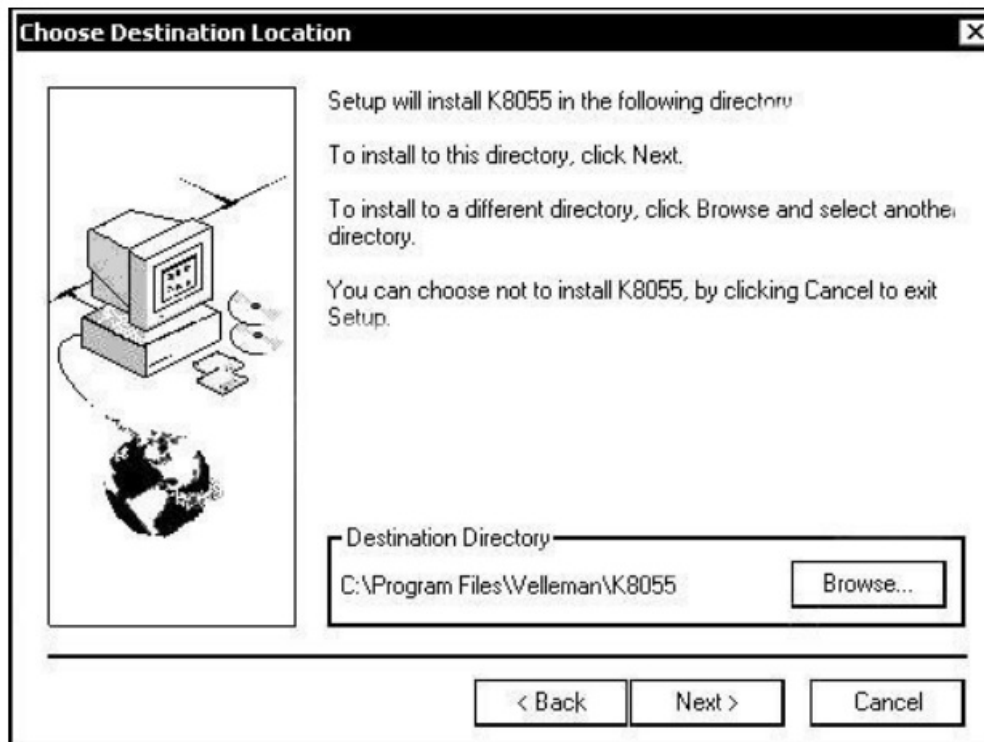 Choose Destination Location
Setup will install K8055 in the following directory
To install to this directory, click Next.
To install to a different directory, click Browse and select another
directory.
You can choose not to install K8055, by clicking Cancel to exit
Setup.
Destination Directory
C:\Program Files\Velleman\K8055
Browse...
< Back
Next >
Cancel